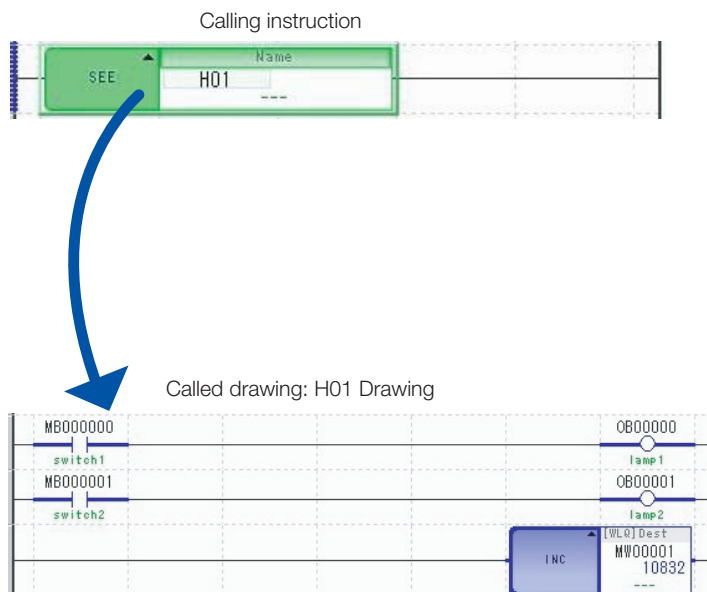 Calling instruction
Name
SEE
H01
---
Called drawing: H01 Drawing
MB000000 OB00000
switch1 lamp1
MB000001 OB00001
switch2 lamp2
[WLQ]Dest
INC MW00001
10832
---